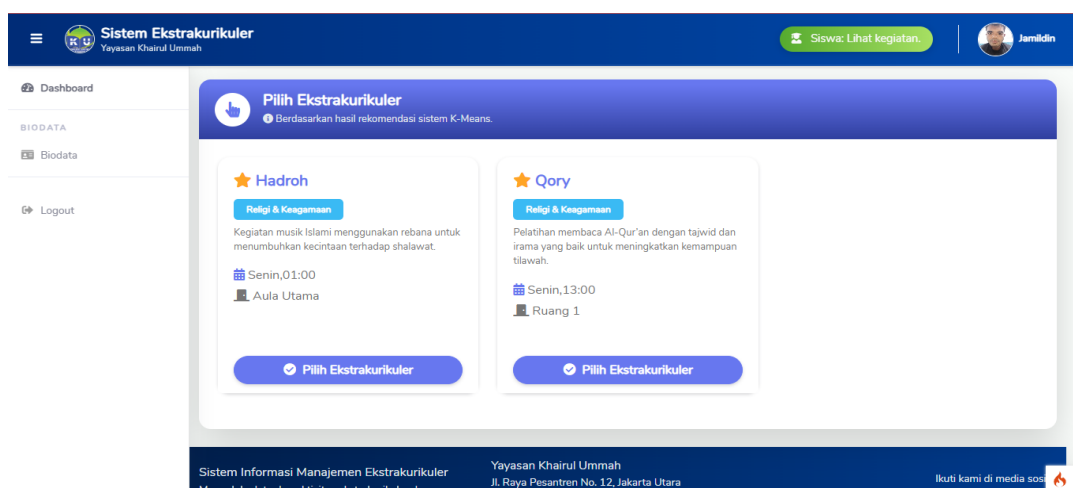 Sistem Ekstrakurikuler
Yayasan Khairul Ummah
Siswa: Lihat kegiatan.
Jamildin
Dashboard
BIODATA
Biodata
Logout
Pilih Ekstrakurikuler
Berdasarkan hasil rekomendasi sistem K-Means.
Hadroh
Religi & Keagamaan
Kegiatan musik Islami menggunakan rebana untuk
menumbuhkan kecintaan terhadap shalawat.
Senin,01:00
Aula Utama
Pilih Ekstrakurikuler
Qory
Religi & Keagamaan
Pelatihan membaca Al-Qur'an dengan tajwid dan
irama yang baik untuk meningkatkan kemampuan
tilawah.
Senin,13:00
Ruang 1
Pilih Ekstrakurikuler
Sistem Informasi Manajemen Ekstrakurikuler
Yayasan Khairul Ummah
Jl. Raya Pesantren No. 12, Jakarta Utara
Ikuti kami di media